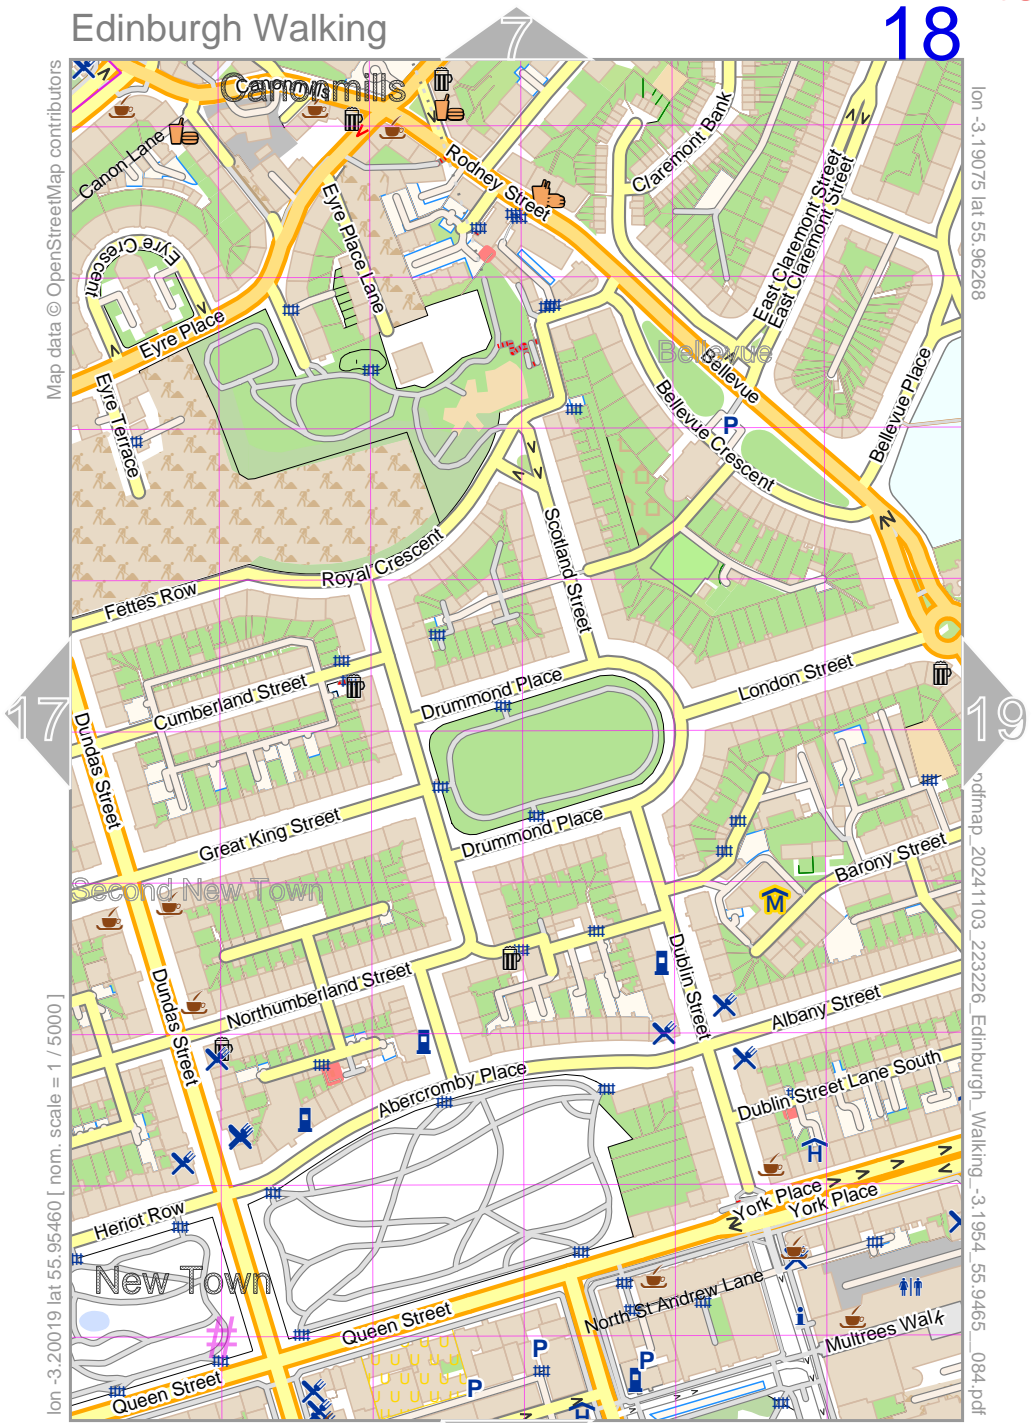 Edinburgh Walking
7
18
Map data © OpenStreetMap contributors
lon -3.19075 lat 55.96268
Canonmills
Canonmills
Canon Lane
Rodney Street
Claremont Bank
East Claremont Street
East Claremont Street
Eyre Crescent
Eyre Crescent
Eyre Place Lane
Eyre Place
Eyre Terrace
Bellevue
Bellevue
Bellevue Place
Bellevue Crescent
P
Scotland Street
Royal Crescent
Fettes Row
17
19
Cumberland Street
Drummond Place
London Street
Dundas Street
Great King Street
Drummond Place
Barony Street
Second New Town
M
Dundas Street
Northumberland Street
Dublin Street
Albany Street
Abercromby Place
Dublin Street Lane South
H
Heriot Row
York Place
York Place
New Town
North St Andrew Lane
i
Multrees Walk
Queen Street
Queen Street
P
P
P
H
lon -3.20019 lat 55.95460 [ nom. scale = 1 / 5000 ]
pdfmap_20241103_223226_Edinburgh_Walking_-3.1954_55.9465__084.pdf